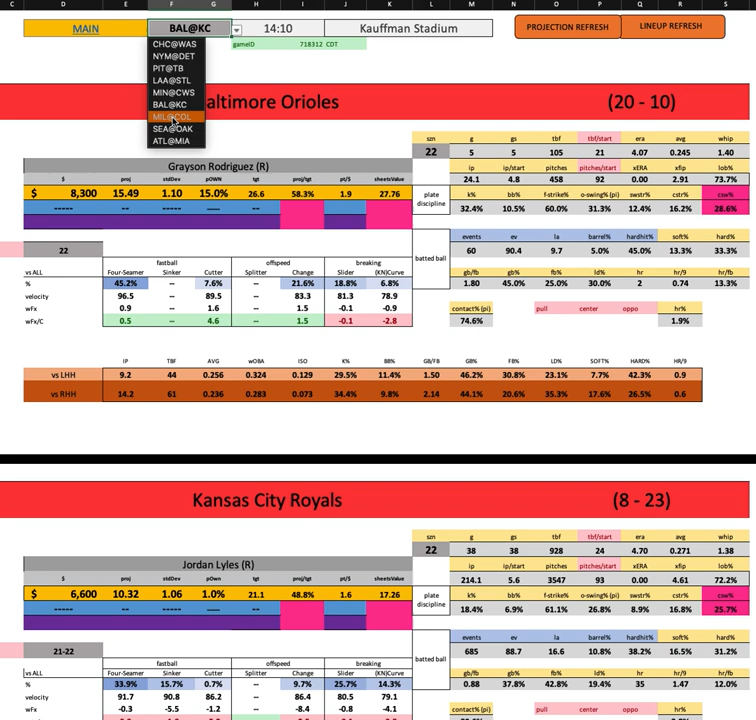 C D E F G H I J K L M N O P Q R S
MAIN BAL@KC 14:10 Kauffman Stadium PROJECTION REFRESH LINEUP REFRESH
gameID 718312 CDT
CHC@WAS
NYM@DET
PIT@TB
LAA@STL
MIN@CWS
BAL@KC
MIL@COL
SEA@OAK
ATL@MIA
altimore Orioles (20 - 10)
szn g gs tbf tbf/start era avg whip
22 5 5 105 21 4.07 0.245 1.40
Grayson Rodriguez (R) ip ip/start pitches pitches/start xERA xfip lob%
$ proj stdDev pOWN tgt proj/tgt pt/$ sheetsValue 24.1 4.8 458 92 0.00 2.91 73.7%
$ 8,300 15.49 1.10 15.0% 26.6 58.3% 1.9 27.76 plate discipline k% bb% f-strike% o-swing% (pi) swstr% cstr% csw%
----- -- ----- ---- -- ----- -- ----- 32.4% 10.5% 60.0% 31.3% 12.4% 16.2% 28.6%
events ev la barrel% hardhit% soft% hard%
22 batted ball 60 90.4 9.7 5.0% 45.0% 13.3% 33.3%
fastball offspeed breaking
vs ALL Four-Seamer Sinker Cutter Splitter Change Slider (KN)Curve gb/fb gb% fb% ld% hr hr/9 hr/fb
% 45.2% -- 7.6% -- 21.6% 18.8% 6.8% 1.80 45.0% 25.0% 30.0% 2 0.74 13.3%
velocity 96.5 -- 89.5 -- 83.3 81.3 78.9
wFx 0.9 -- 1.6 -- 1.5 -0.1 -0.9 contact% (pi) pull center oppo hr%
wFx/C 0.5 -- 4.6 -- 1.5 -0.1 -2.8 74.6% 1.9%
IP TBF AVG wOBA ISO K% BB% GB/FB GB% FB% LD% SOFT% HARD% HR/9
vs LHH 9.2 44 0.256 0.324 0.129 29.5% 11.4% 1.50 46.2% 30.8% 23.1% 7.7% 42.3% 0.9
vs RHH 14.2 61 0.236 0.283 0.073 34.4% 9.8% 2.14 44.1% 20.6% 35.3% 17.6% 26.5% 0.6
Kansas City Royals (8 - 23)
szn g gs tbf tbf/start era avg whip
22 38 38 928 24 4.70 0.271 1.38
Jordan Lyles (R) ip ip/start pitches pitches/start xERA xfip lob%
$ proj stdDev pOwn tgt proj/tgt pt/$ sheetsValue 214.1 5.6 3547 93 0.00 4.61 72.2%
$ 6,600 10.32 1.06 1.0% 21.1 48.8% 1.6 17.26 plate discipline k% bb% f-strike% o-swing% (pi) swstr% cstr% csw%
----- -- ----- ---- -- ----- -- ----- 18.4% 6.9% 61.1% 26.8% 8.9% 16.8% 25.7%
events ev la barrel% hardhit% soft% hard%
21-22 batted ball 685 88.7 16.6 10.8% 38.2% 16.5% 31.2%
fastball offspeed breaking
vs ALL Four-Seamer Sinker Cutter Splitter Change Slider (KN)Curve gb/fb gb% fb% ld% hr hr/9 hr/fb
% 33.9% 15.7% 0.7% -- 9.7% 25.7% 14.3% 0.88 37.8% 42.8% 19.4% 35 1.47 12.0%
velocity 91.7 90.8 86.2 -- 86.4 80.5 79.1
wFx -0.3 -5.5 -1.2 -- -8.4 -0.8 -4.1 contact% (pi) pull center oppo hr%